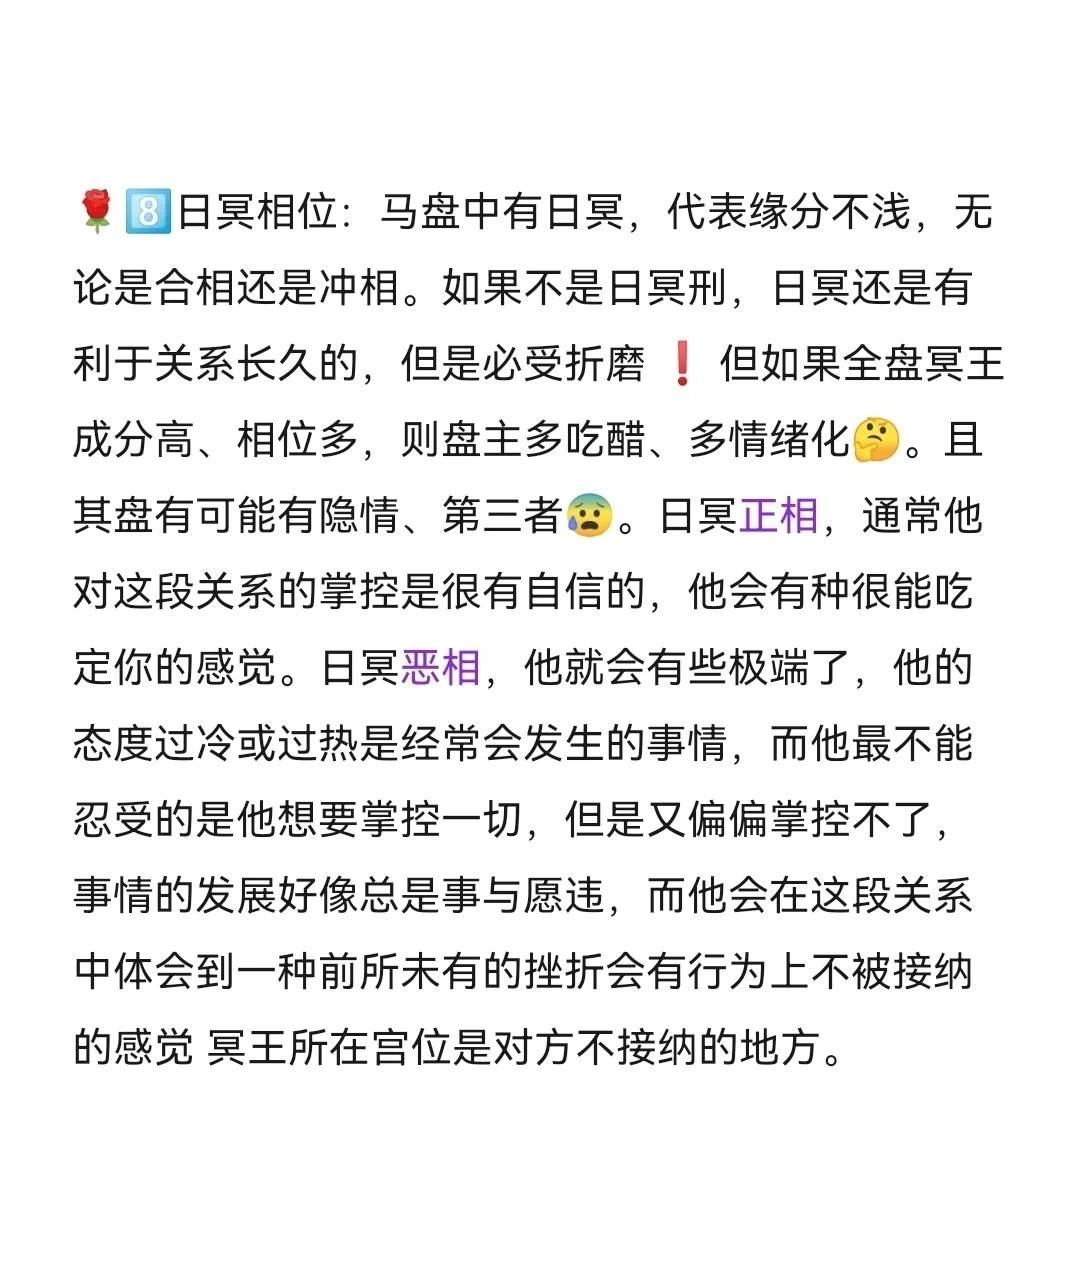 🌹8️⃣日冥相位：马盘中有日冥，代表缘分不浅，无
论是合相还是冲相。如果不是日冥刑，日冥还是有
利于关系长久的，但是必受折磨❗但如果全盘冥王
成分高、相位多，则盘主多吃醋、多情绪化🤔。且
其盘有可能有隐情、第三者😰。日冥正相，通常他
对这段关系的掌控是很有自信的，他会有种很能吃
定你的感觉。日冥恶相，他就会有些极端了，他的
态度过冷或过热是经常会发生的事情，而他最不能
忍受的是他想要掌控一切，但是又偏偏掌控不了，
事情的发展好像总是事与愿违，而他会在这段关系
中体会到一种前所未有的挫折会有行为上不被接纳
的感觉 冥王所在宫位是对方不接纳的地方。